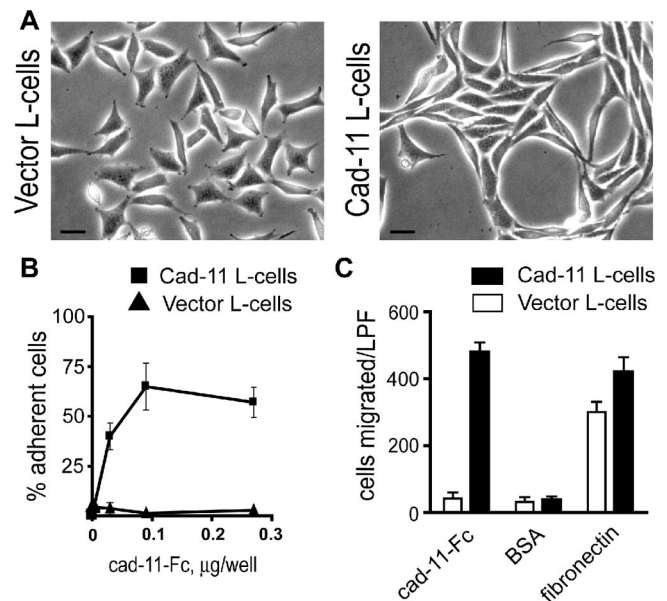 A
Vector L-cells
Cad-11 L-cells
B
Cad-11 L-cells
Vector L-cells
% adherent cells
100
75
50
25
0
0.1
0.2
0.3
cad-11-Fc, µg/well
C
Cad-11 L-cells
Vector L-cells
cells migrated/LPF
600
400
200
0
cad-11-Fc
BSA
fibronectin